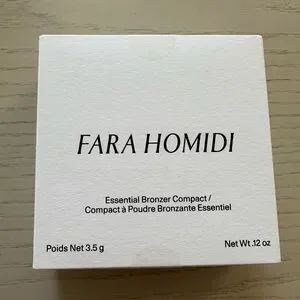 FARA HOMIDI
Essential Bronzer Compact /
Compact à Poudre Bronzante Essentiel
Poids Net 3.5 g Net Wt .12 oz